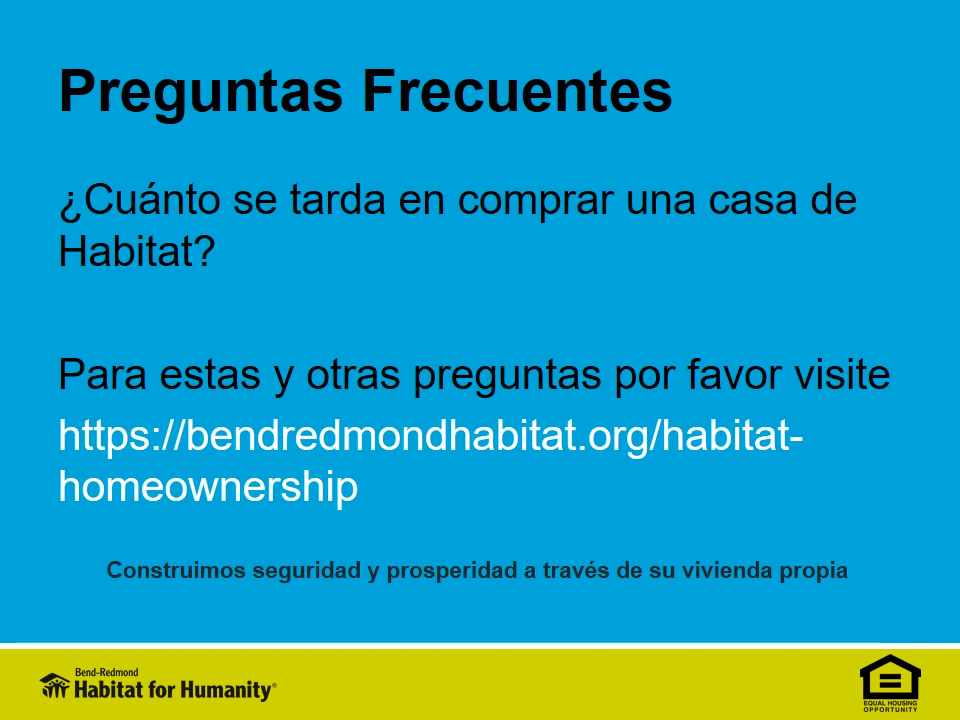 Preguntas Frecuentes
¿Cuánto se tarda en comprar una casa de
Habitat?
Para estas y otras preguntas por favor visite
https://bendredmondhabitat.org/habitat-
homeownership
Construimos seguridad y prosperidad a través de su vivienda propia
Bend-Redmond
Habitat for Humanity®
EQUAL HOUSING
OPPORTUNITY